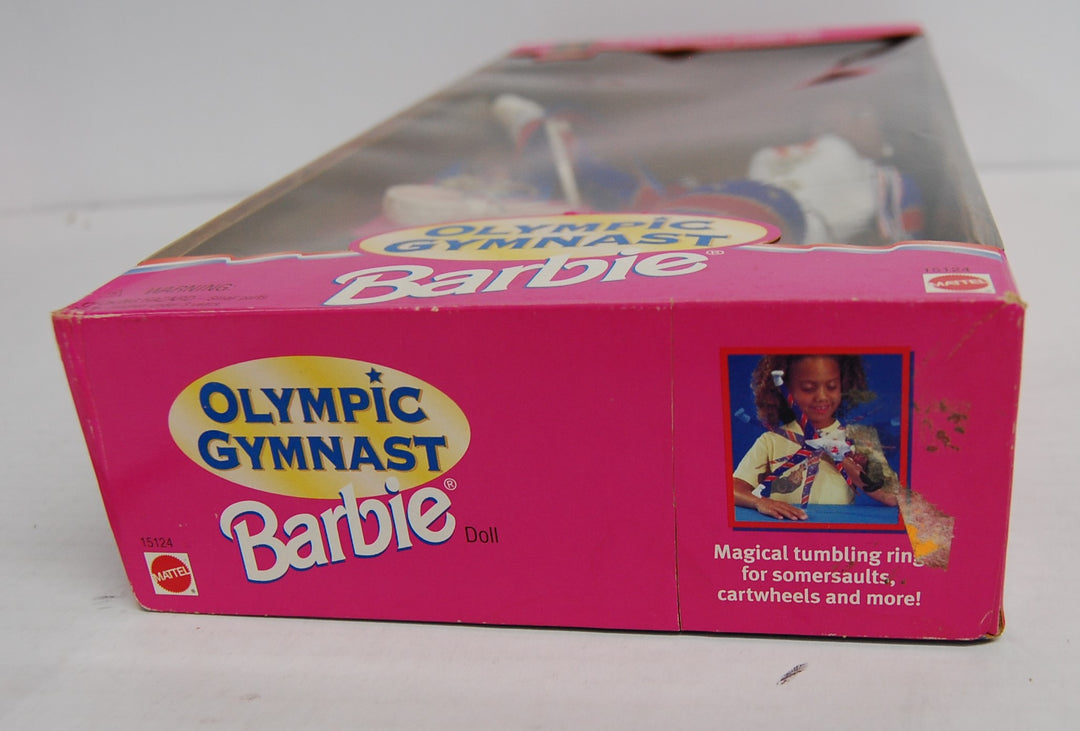 OLYMPIC
GYMNAST
Barbie®
WARNING:
15124
MATTEL
OLYMPIC
GYMNAST
Barbie®
Doll
15124
MATTEL®
Magical tumbling ring
for somersaults,
cartwheels and more!